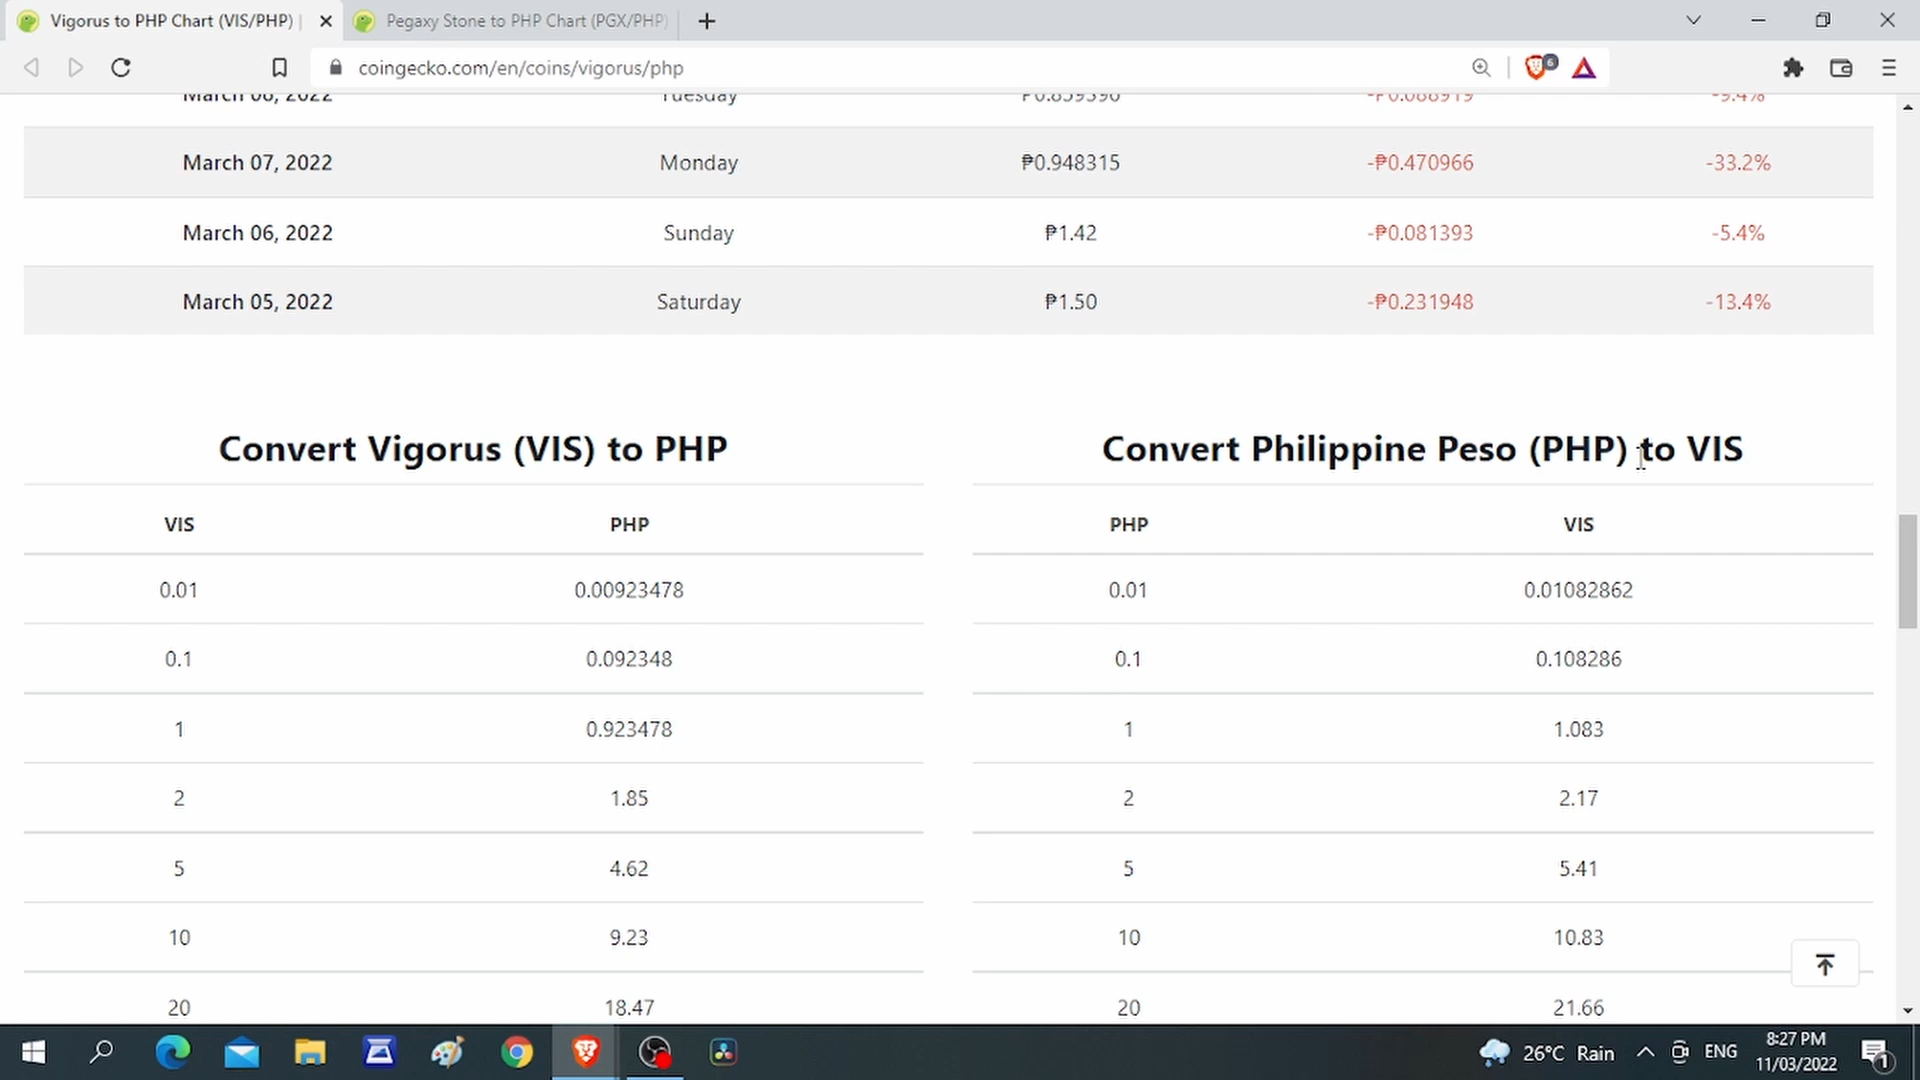 Vigorus to PHP Chart (VIS/PHP) |
Pegaxy Stone to PHP Chart (PGX/PHP)
coingecko.com/en/coins/vigorus/php
6
March 08, 2022 Tuesday ₱0.859396 -₱0.088919 -9.4%
March 07, 2022 Monday ₱0.948315 -₱0.470966 -33.2%
March 06, 2022 Sunday ₱1.42 -₱0.081393 -5.4%
March 05, 2022 Saturday ₱1.50 -₱0.231948 -13.4%
Convert Vigorus (VIS) to PHP
VIS PHP
0.01 0.00923478
0.1 0.092348
1 0.923478
2 1.85
5 4.62
10 9.23
20 18.47
Convert Philippine Peso (PHP) to VIS
PHP VIS
0.01 0.01082862
0.1 0.108286
1 1.083
2 2.17
5 5.41
10 10.83
20 21.66
26°C Rain
ENG
8:27 PM
11/03/2022
1